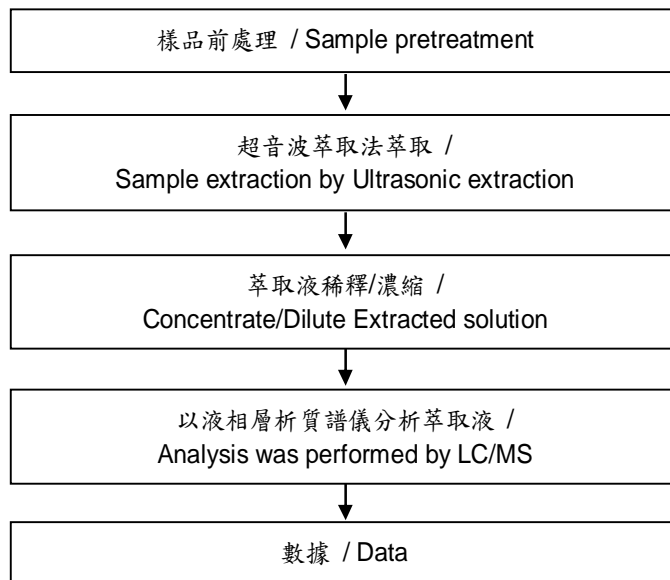 樣品前處理 / Sample pretreatment
超音波萃取法萃取 /
Sample extraction by Ultrasonic extraction
萃取液稀釋/濃縮 /
Concentrate/Dilute Extracted solution
以液相層析質譜儀分析萃取液 /
Analysis was performed by LC/MS
數據 / Data